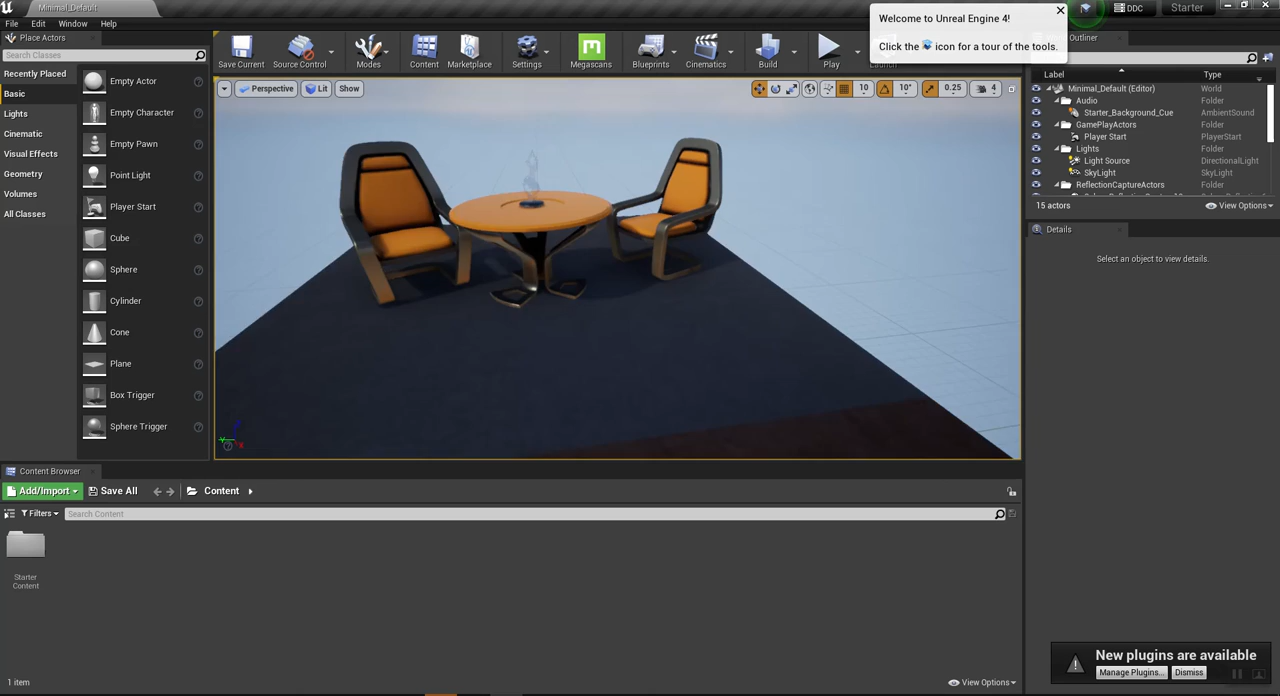 Minimal_Default
Welcome to Unreal Engine 4!
Click the icon for a tour of the tools.
DDC
Starter
File Edit Window Help
Place Actors
Search Classes
Recently Placed
Basic
Lights
Cinematic
Visual Effects
Geometry
Volumes
All Classes
Empty Actor
Empty Character
Empty Pawn
Point Light
Player Start
Cube
Sphere
Cylinder
Cone
Plane
Box Trigger
Sphere Trigger
Save Current
Source Control
Modes
Content
Marketplace
Settings
Megascans
Blueprints
Cinematics
Build
Play
Perspective
Lit
Show
10
10°
0.25
4
Y
X
Outliner
Label Type
Minimal_Default (Editor) World
Audio Folder
Starter_Background_Cue AmbientSound
GamePlayActors Folder
Player Start PlayerStart
Lights Folder
Light Source DirectionalLight
SkyLight SkyLight
ReflectionCaptureActors Folder
15 actors
View Options
Details
Select an object to view details.
Content Browser
Add/Import
Save All
Content
Filters
Search Content
Starter
Content
1 item
View Options
New plugins are available
Manage Plugins...
Dismiss